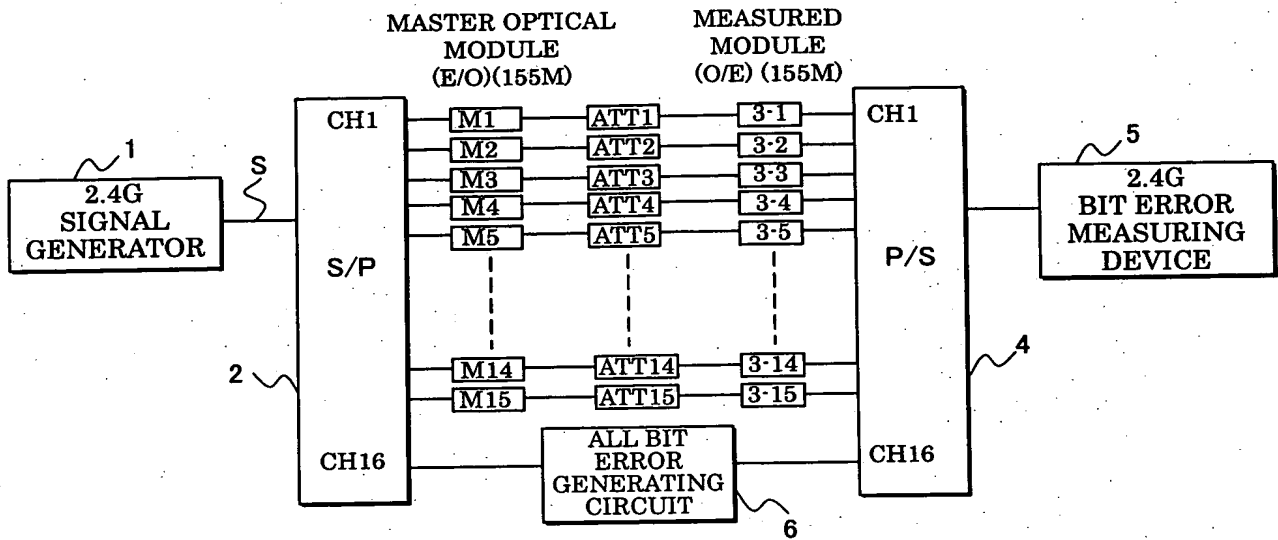 MASTER OPTICAL
MODULE
(E/O)(155M)
MEASURED
MODULE
(O/E) (155M)
1
2.4G
SIGNAL
GENERATOR
S
CH1
S/P
CH16
2
M1
ATT1
3-1
M2
ATT2
3-2
M3
ATT3
3-3
M4
ATT4
3-4
M5
ATT5
3-5
M14
ATT14
3-14
M15
ATT15
3-15
ALL BIT
ERROR
GENERATING
CIRCUIT
6
CH1
P/S
CH16
4
5
2.4G
BIT ERROR
MEASURING
DEVICE